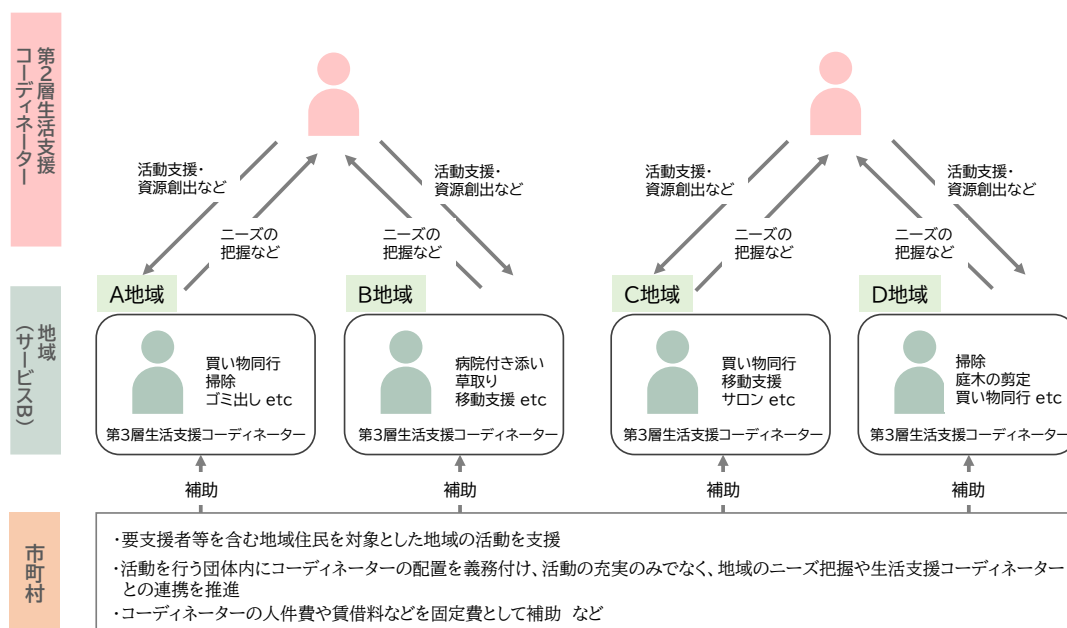 第2層生活支援
コーディネーター
活動支援・
資源創出など
ニーズの
把握など
活動支援・
資源創出など
ニーズの
把握など
活動支援・
資源創出など
ニーズの
把握など
活動支援・
資源創出など
ニーズの
把握など
地域
(サービスB)
A地域
買い物同行
掃除
ゴミ出し etc
第3層生活支援コーディネーター
B地域
病院付き添い
草取り
移動支援 etc
第3層生活支援コーディネーター
C地域
買い物同行
移動支援
サロン etc
第3層生活支援コーディネーター
D地域
掃除
庭木の剪定
買い物同行 etc
第3層生活支援コーディネーター
補助
補助
補助
補助
市町村
・要支援者等を含む地域住民を対象とした地域の活動を支援
・活動を行う団体内にコーディネーターの配置を義務付け、活動の充実のみでなく、地域のニーズ把握や生活支援コーディネーター
との連携を推進
・コーディネーターの人件費や賃借料などを固定費として補助 など